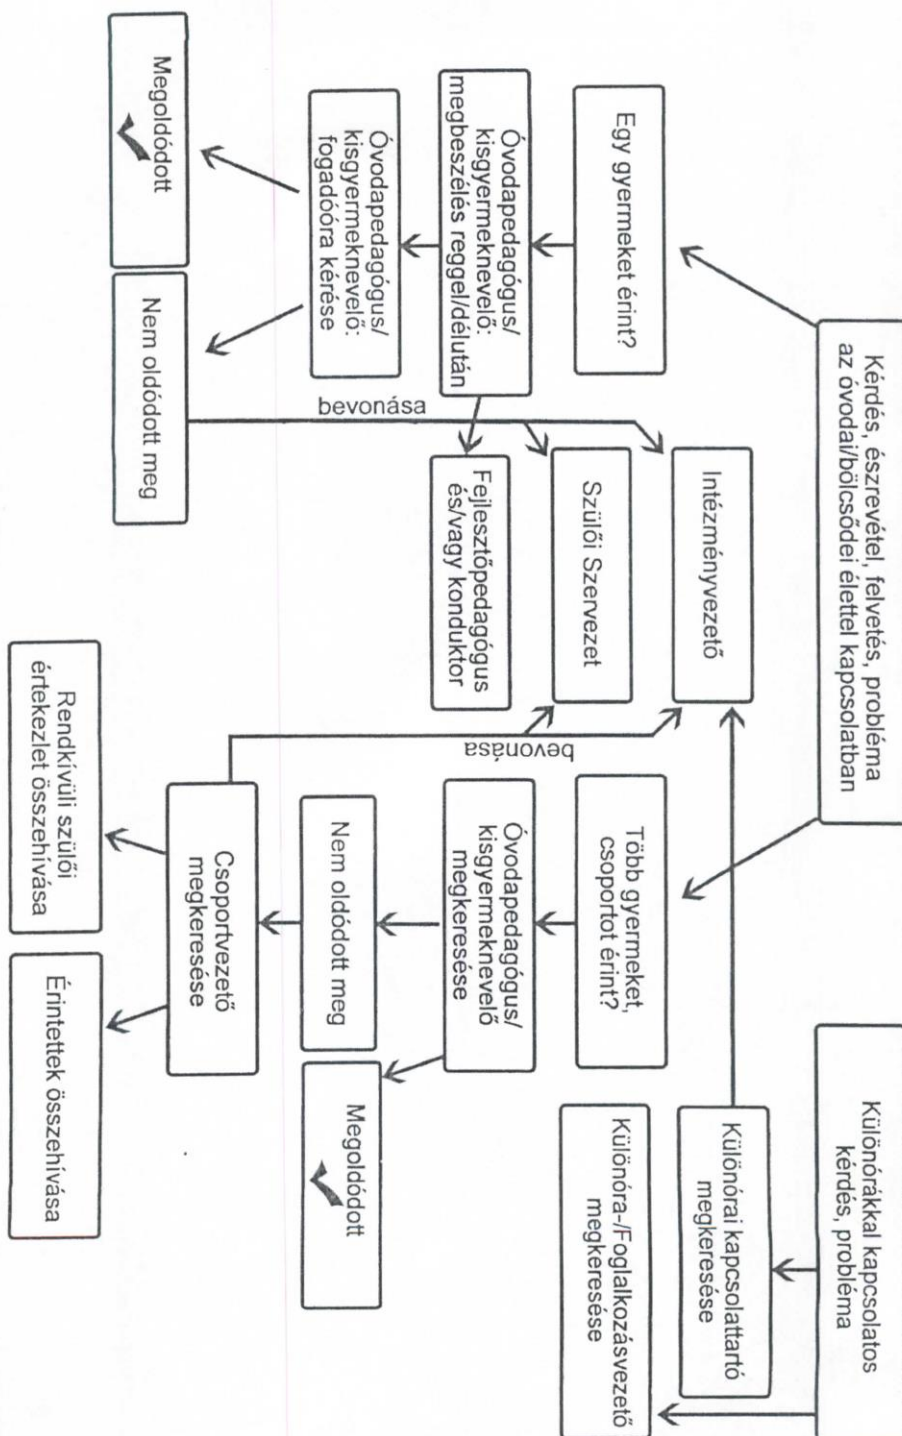 Kérdés, észrevétel, felvetés, probléma
az óvodai/bölcsődei élettel kapcsolatban
Különórákkal kapcsolatos
kérdés, probléma
Egy gyermeket érint?
Óvodapedagógus/
kisgyermeknevelő:
megbeszélés reggel/délután
Óvodapedagógus/
kisgyermeknevelő:
fogadóóra kérése
Megoldódott
Nem oldódott meg
bevonása
Intézményvezető
Szülői Szervezet
Fejlesztőpedagógus
és/vagy konduktor
bevonása
Több gyermeket,
csoportot érint?
Óvodapedagógus/
kisgyermeknevelő
megkeresése
Nem oldódott meg
Megoldódott
Csoportvezető
megkeresése
Rendkívüli szülői
értekezlet összehívása
Érintettek összehívása
Különórai kapcsolattartó
megkeresése
Különóra-/Foglalkozásvezető
megkeresése